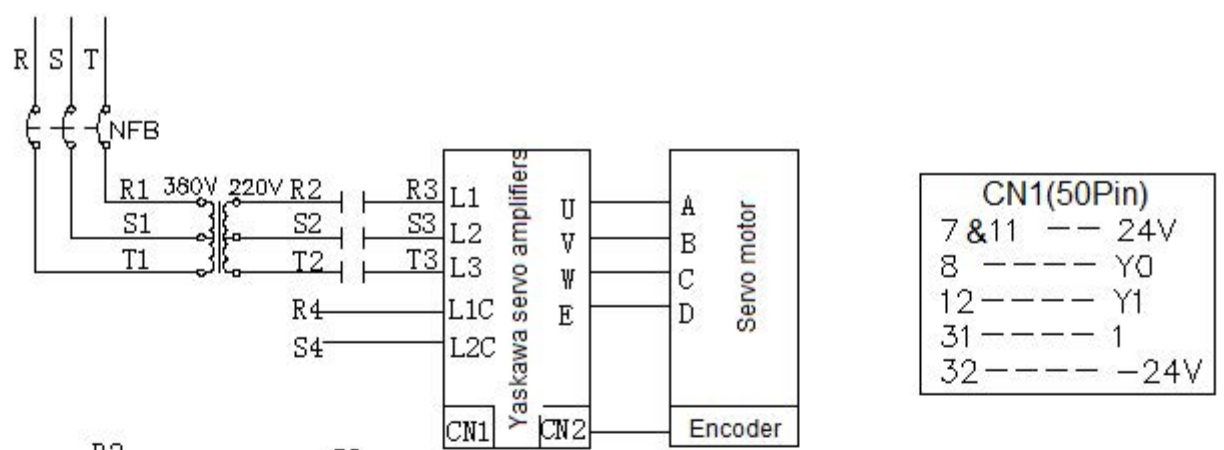 R S T
NFB
R1 380V 220V R2 R3 L1
S1 S2 S3 L2
T1 T2 T3 L3
R4 L1C
S4 L2C
Yaskawa servo amplifiers
U A
V B
W C
E D
Servo motor
CN1 CN2 Encoder
CN1(50Pin)
7 &11 —— 24V
8 ———— Y0
12———— Y1
31———— 1
32———— -24V